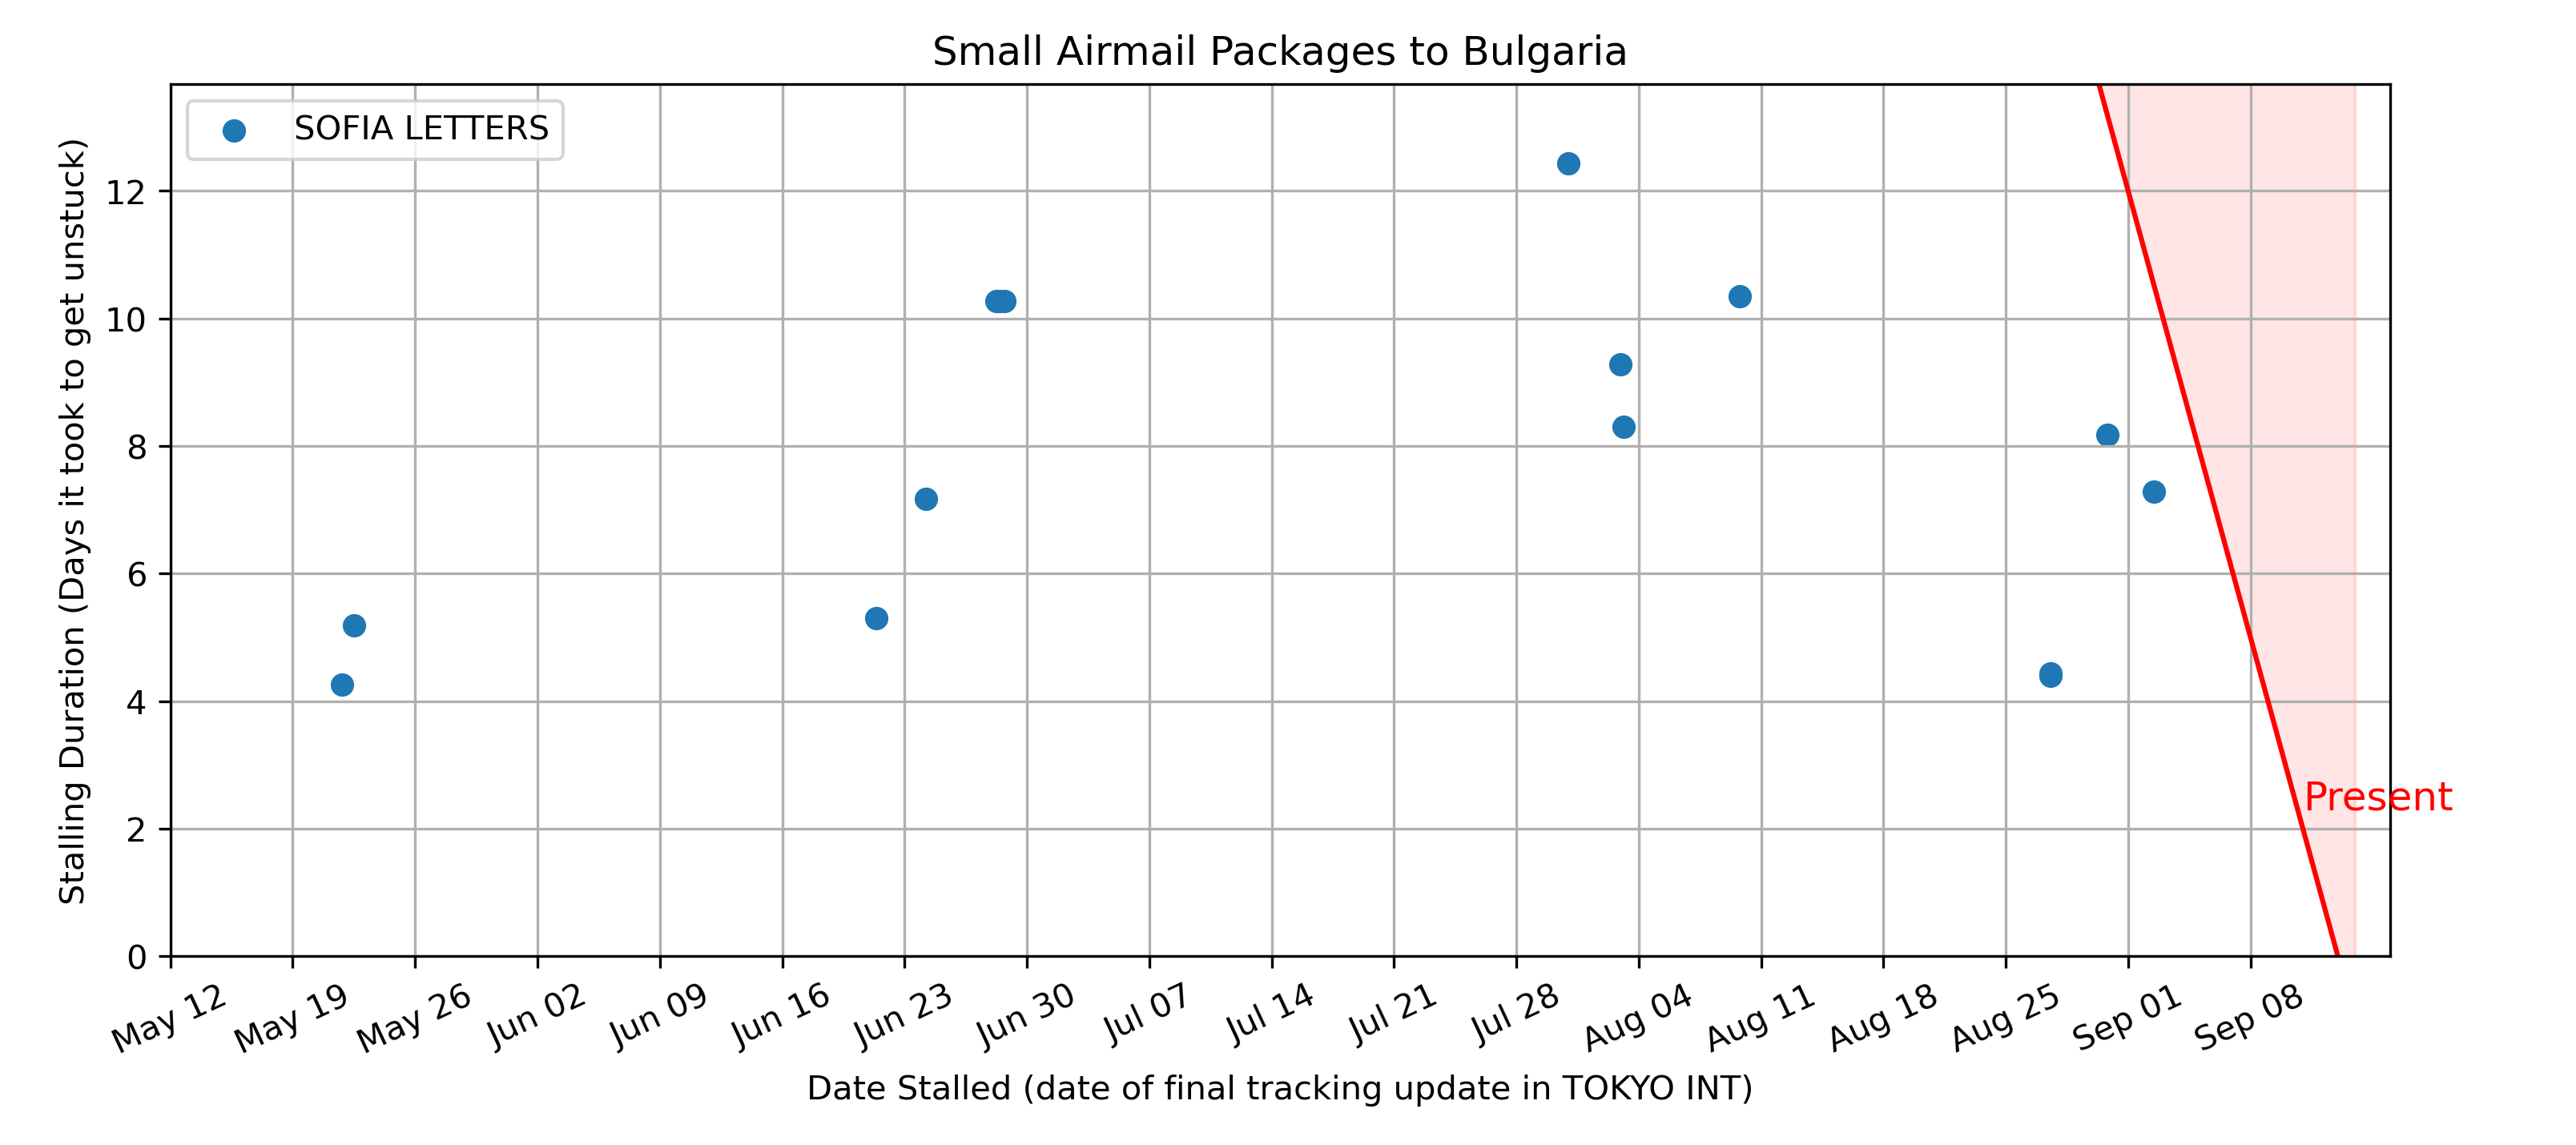 Small Airmail Packages to Bulgaria
SOFIA LETTERS
Stalling Duration (Days it took to get unstuck)
12
10
8
6
4
2
0
Present
May 12
May 19
May 26
Jun 02
Jun 09
Jun 16
Jun 23
Jun 30
Jul 07
Jul 14
Jul 21
Jul 28
Aug 04
Aug 11
Aug 18
Aug 25
Sep 01
Sep 08
Date Stalled (date of final tracking update in TOKYO INT)